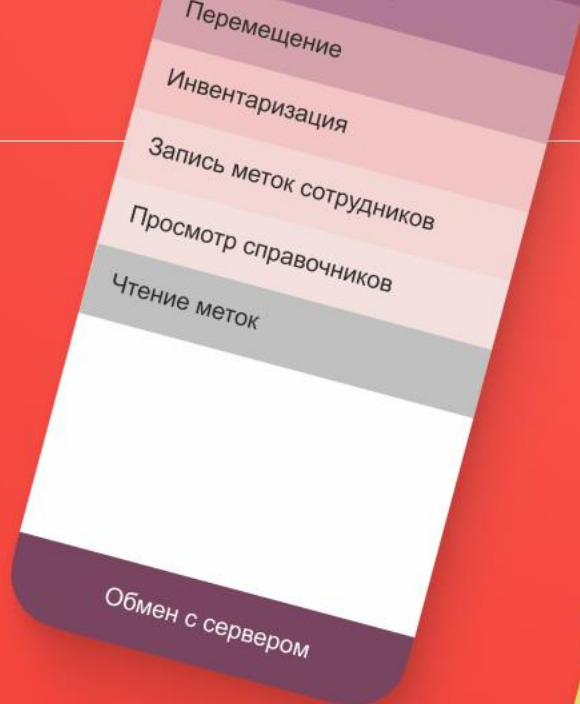 Перемещение
Инвентаризация
Запись меток сотрудников
Просмотр справочников
Чтение меток
Обмен с сервером